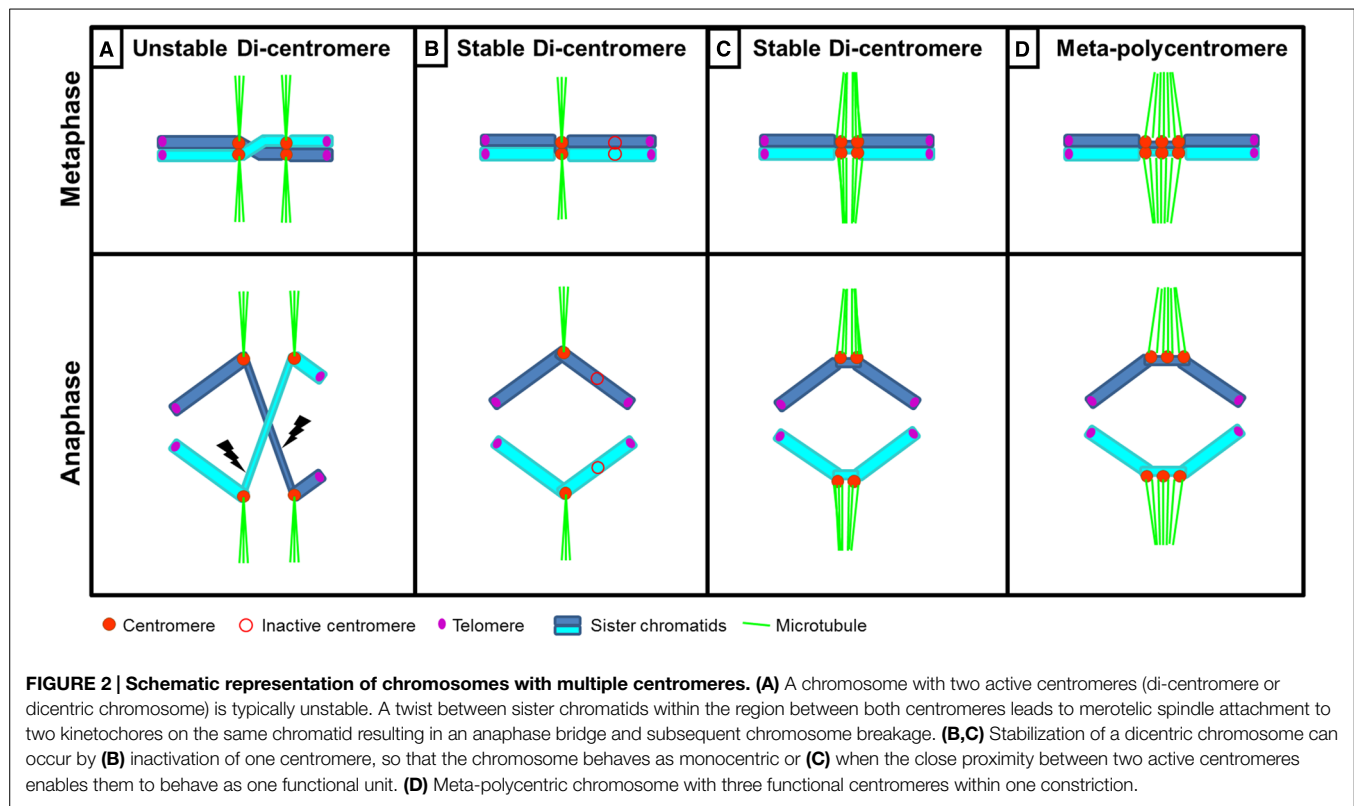 A Unstable Di-centromere
B Stable Di-centromere
C Stable Di-centromere
D Meta-polycentromere
Metaphase
Anaphase
Centromere Inactive centromere Telomere Sister chromatids Microtubule
FIGURE 2 | Schematic representation of chromosomes with multiple centromeres. (A) A chromosome with two active centromeres (di-centromere or
dicentric chromosome) is typically unstable. A twist between sister chromatids within the region between both centromeres leads to merotelic spindle attachment to
two kinetochores on the same chromatid resulting in an anaphase bridge and subsequent chromosome breakage. (B,C) Stabilization of a dicentric chromosome can
occur by (B) inactivation of one centromere, so that the chromosome behaves as monocentric or (C) when the close proximity between two active centromeres
enables them to behave as one functional unit. (D) Meta-polycentric chromosome with three functional centromeres within one constriction.